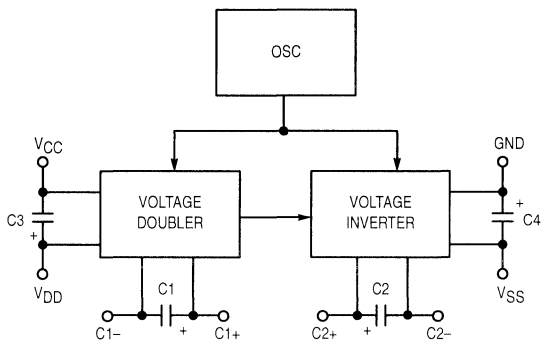 OSC
VCC
GND
VOLTAGE
DOUBLER
VOLTAGE
INVERTER
C3
+
+
C4
VDD
C1
C2
VSS
C1–
+
C1+
C2+
+
C2–